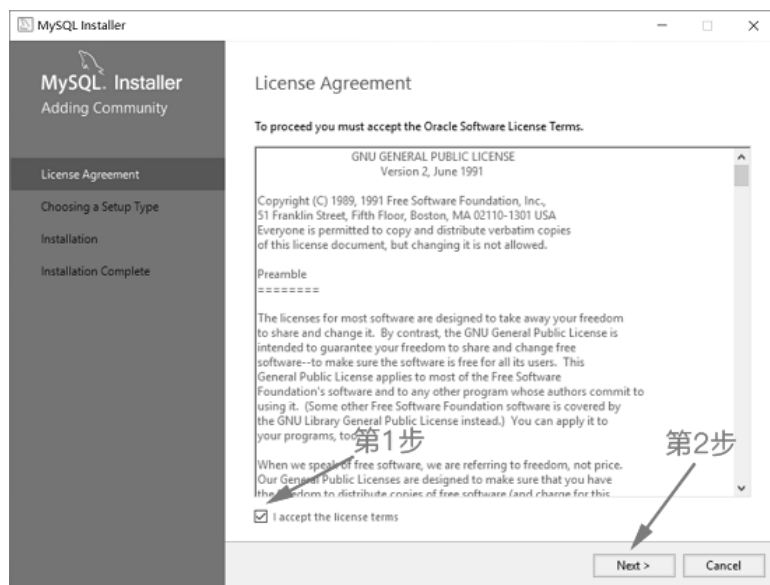 MySQL Installer
MySQL. Installer
Adding Community
License Agreement
Choosing a Setup Type
Installation
Installation Complete
License Agreement
To proceed you must accept the Oracle Software License Terms.
GNU GENERAL PUBLIC LICENSE
Version 2, June 1991
Copyright (C) 1989, 1991 Free Software Foundation, Inc.,
51 Franklin Street, Fifth Floor, Boston, MA 02110-1301 USA
Everyone is permitted to copy and distribute verbatim copies
of this license document, but changing it is not allowed.
Preamble
========
The licenses for most software are designed to take away your freedom
to share and change it. By contrast, the GNU General Public License is
intended to guarantee your freedom to share and change free
software--to make sure the software is free for all its users. This
General Public License applies to most of the Free Software
Foundation's software and to any other program whose authors commit to
using it. (Some other Free Software Foundation software is covered by
the GNU Library General Public License instead.) You can apply it to
your programs, too.
第1步
第2步
When we speak of free software, we are referring to freedom, not price.
Our General Public Licenses are designed to make sure that you have
the freedom to distribute copies of free software (and charge for this
I accept the license terms
Next >
Cancel